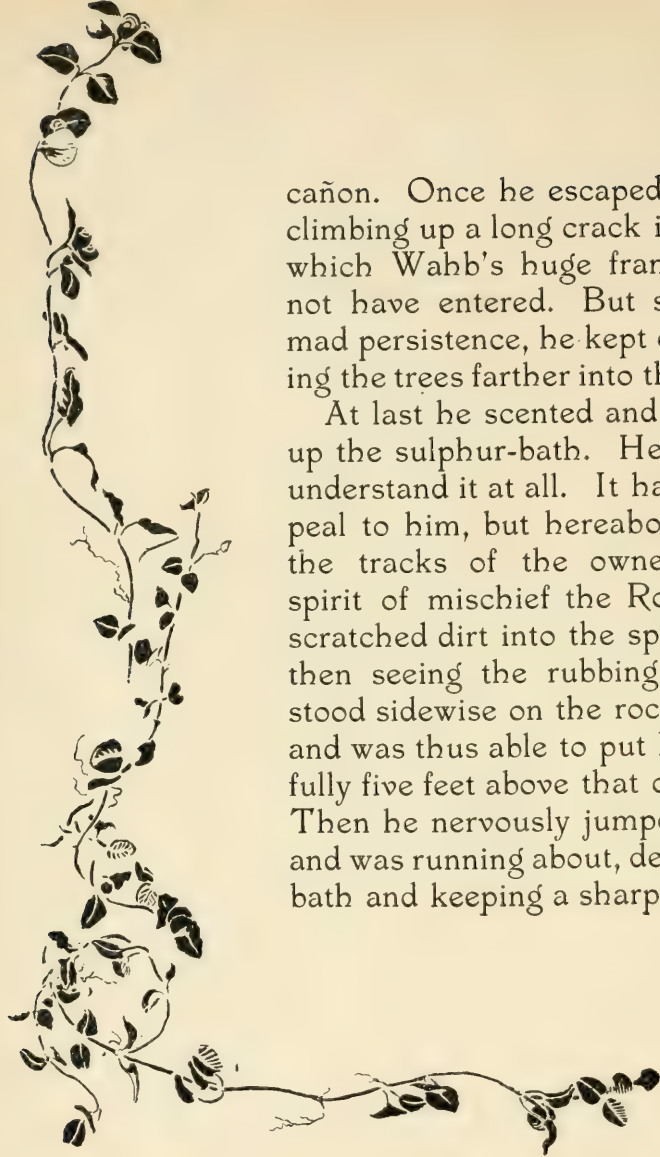 cañon. Once he escaped
climbing up a long crack i
which Wahb's huge fran
not have entered. But s
mad persistence, he kept
ing the trees farther into th
At last he scented and
up the sulphur-bath. He
understand it at all. It ha
peal to him, but hereabo
the tracks of the owne
spirit of mischief the Ro
scratched dirt into the sp
then seeing the rubbing
stood sidewise on the roc
and was thus able to put
fully five feet above that
Then he nervously jumpe
and was running about, de
bath and keeping a sharp